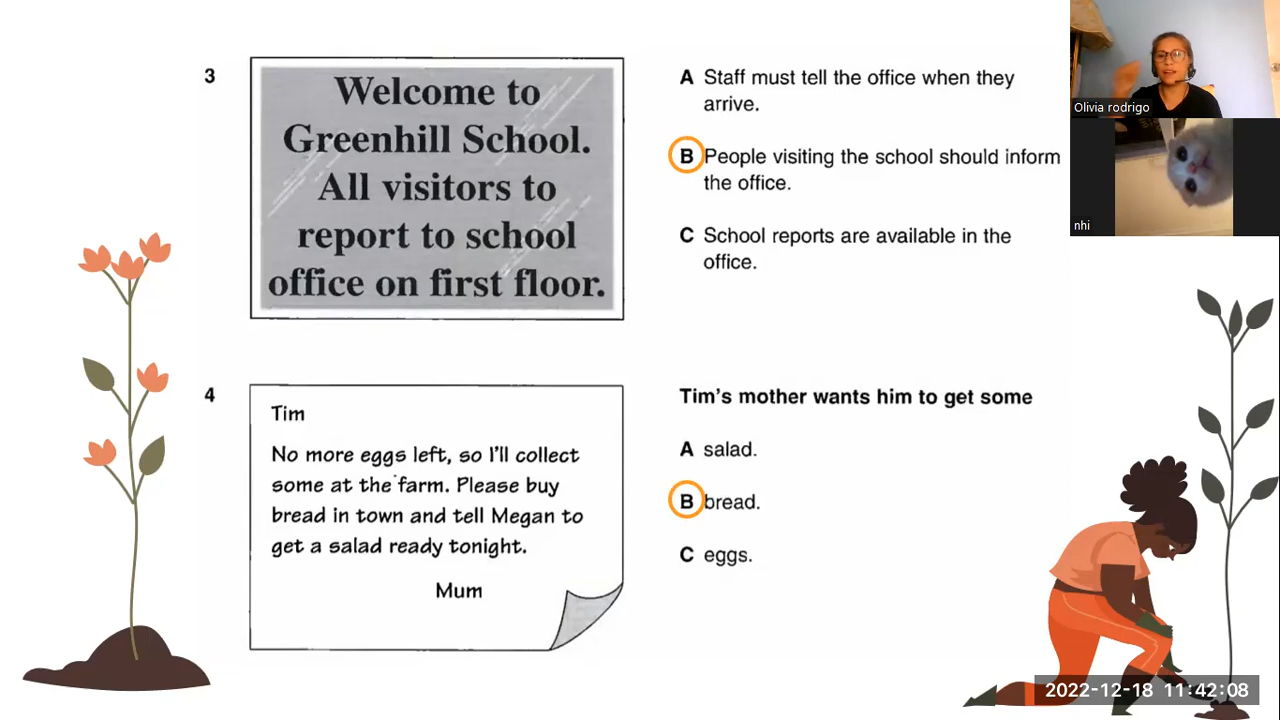 3
Welcome to
Greenhill School.
All visitors to
report to school
office on first floor.
A Staff must tell the office when they
arrive.
B People visiting the school should inform
the office.
C School reports are available in the
office.
4
Tim
No more eggs left, so I'll collect
some at the farm. Please buy
bread in town and tell Megan to
get a salad ready tonight.
Mum
Tim's mother wants him to get some
A salad.
B bread.
C eggs.
Olivia rodrigo
nhi
2022-12-18 11:42:08